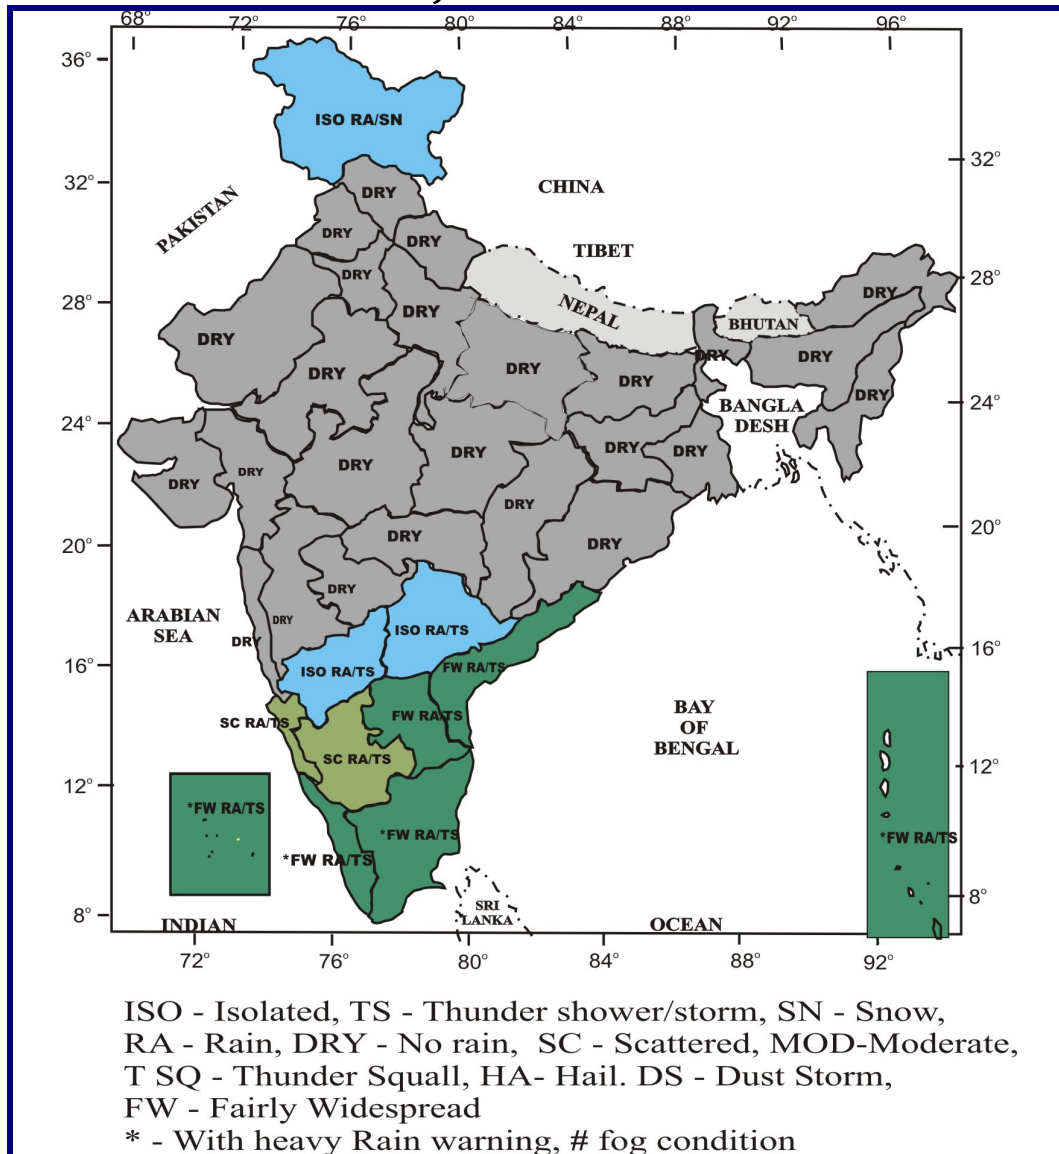 68° 72° 76° 80° 84° 88° 92° 96°
36°
ISO RA/SN
32° 32°
DRY
CHINA
PAKISTAN
DRY
DRY
TIBET
DRY
28° 28°
DRY
NEPAL
DRY
BHUTAN
DRY
DRY
DRY
DRY
DRY
DRY
DRY
DRY
24° 24°
BANGLA
DESH
DRY
DRY
DRY
DRY
DRY
DRY
DRY
20° 20°
DRY
DRY
DRY
ARABIAN
SEA
DRY
DRY
ISO RA/TS
16° 16°
ISO RA/TS
FW RA/TS
SC RA/TS
FW RA/TS
BAY
OF
BENGAL
SC RA/TS
12° 12°
*FW RA/TS
*FW RA/TS
*FW RA/TS
*FW RA/TS
8° 8°
SRI
LANKA
INDIAN OCEAN
72° 76° 80° 84° 88° 92°
ISO - Isolated, TS - Thunder shower/storm, SN - Snow,
RA - Rain, DRY - No rain, SC - Scattered, MOD-Moderate,
T SQ - Thunder Squall, HA- Hail. DS - Dust Storm,
FW - Fairly Widespread
* - With heavy Rain warning, # fog condition